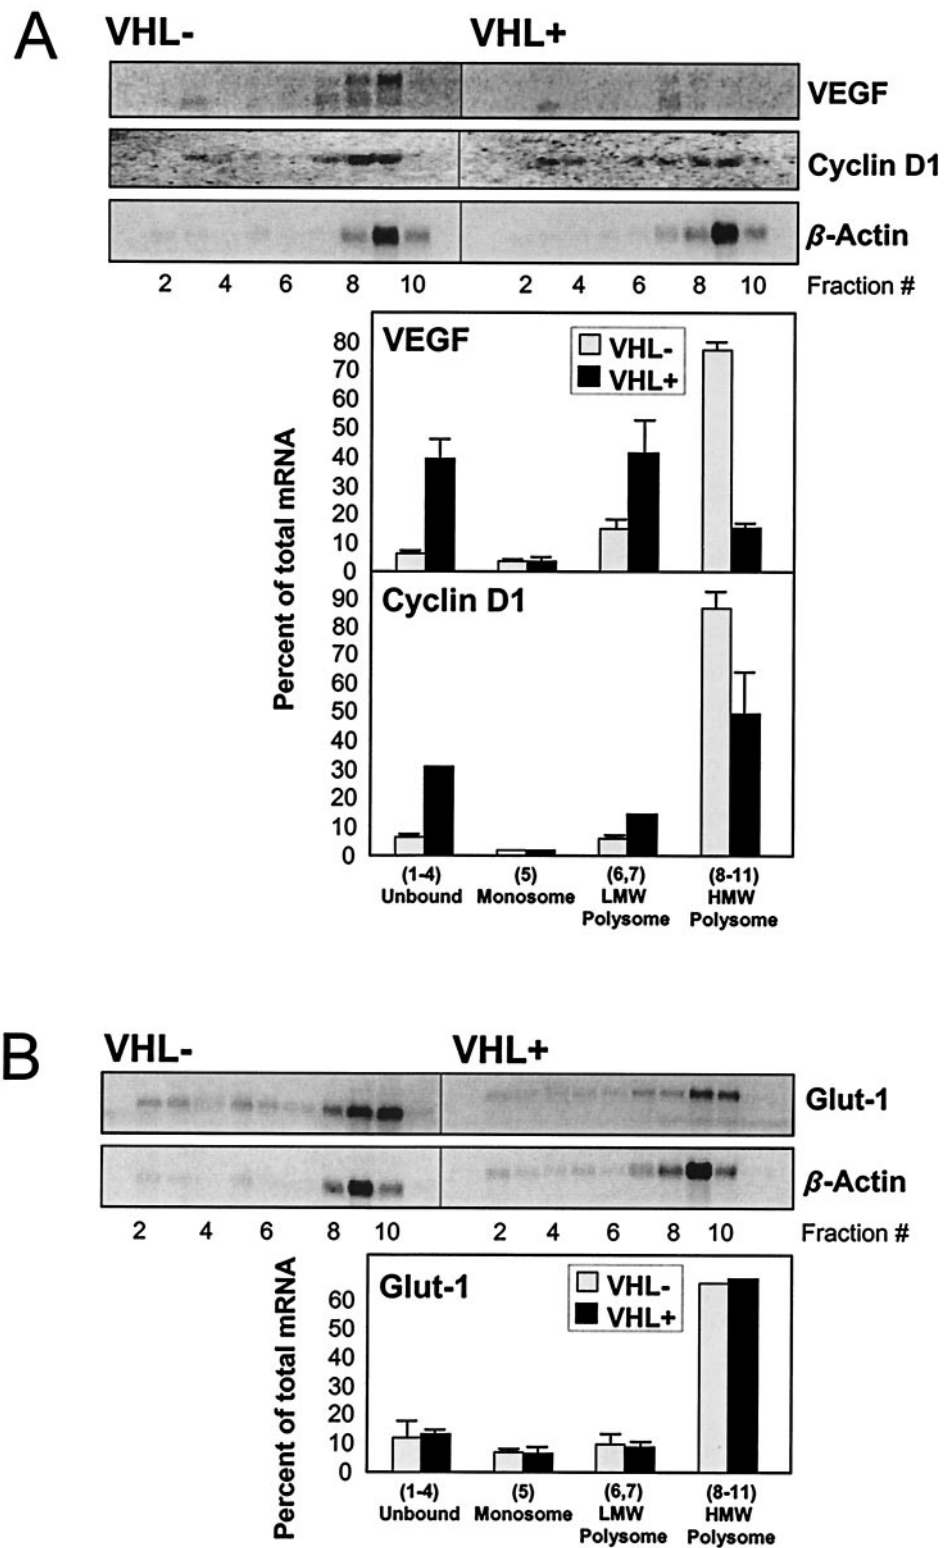 A
VHL- VHL+
VEGF
Cyclin D1
β-Actin
2 4 6 8 10 2 4 6 8 10 Fraction #
VEGF
VHL-
VHL+
80
70
60
50
40
30
20
10
0
Percent of total mRNA
Cyclin D1
90
80
70
60
50
40
30
20
10
0
(1-4) (5) (6,7) (8-11)
Unbound Monosome LMW HMW
Polysome Polysome
B
VHL- VHL+
Glut-1
β-Actin
2 4 6 8 10 2 4 6 8 10 Fraction #
Glut-1
VHL-
VHL+
60
50
40
30
20
10
0
Percent of total mRNA
(1-4) (5) (6,7) (8-11)
Unbound Monosome LMW HMW
Polysome Polysome